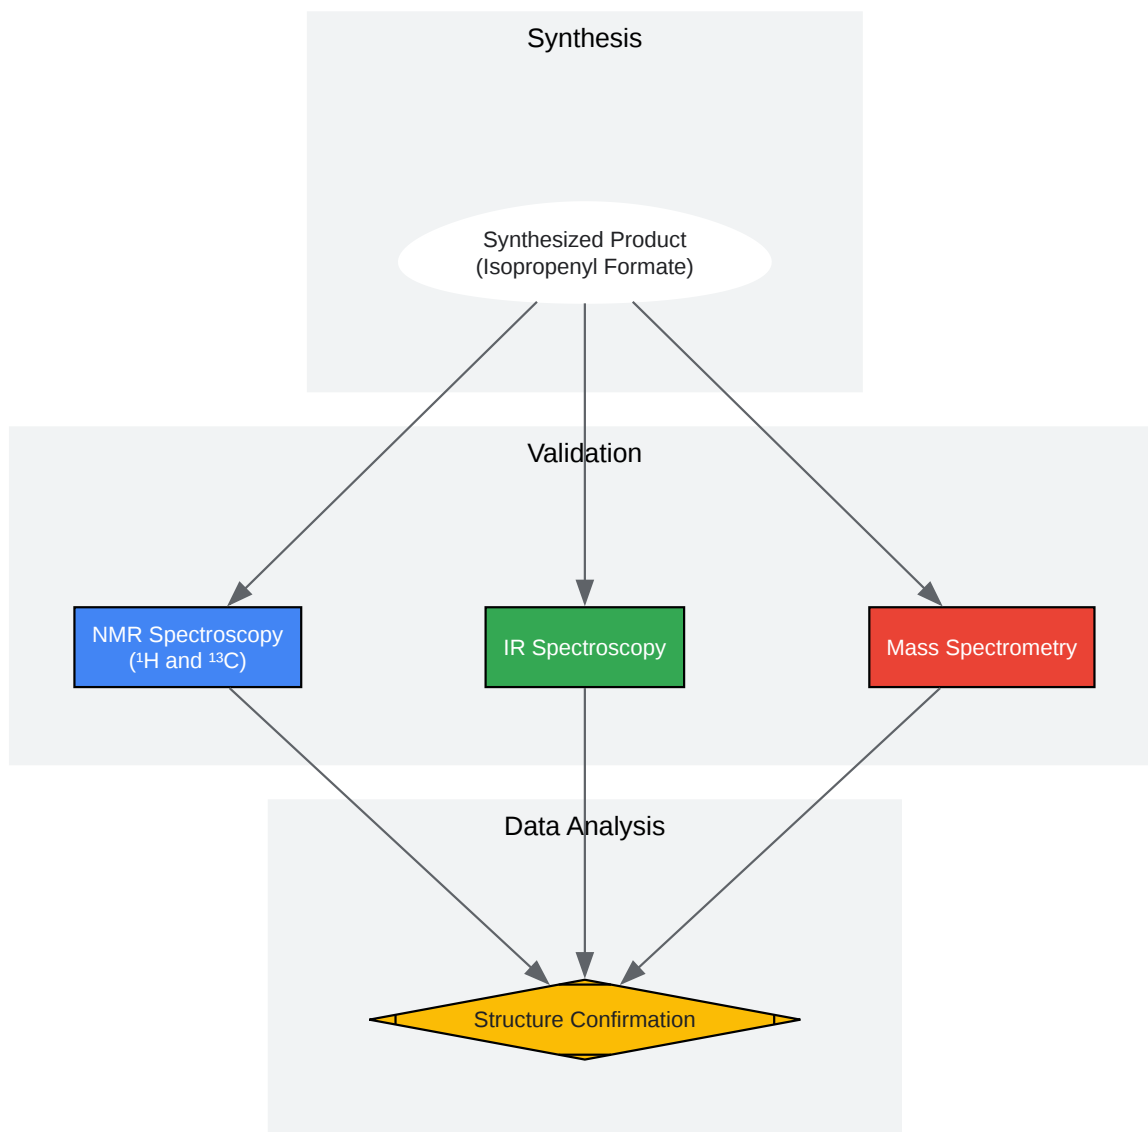 Synthesis
Synthesized Product
(Isopropenyl Formate)
Validation
NMR Spectroscopy
(¹H and ¹³C)
IR Spectroscopy
Mass Spectrometry
Data Analysis
Structure Confirmation